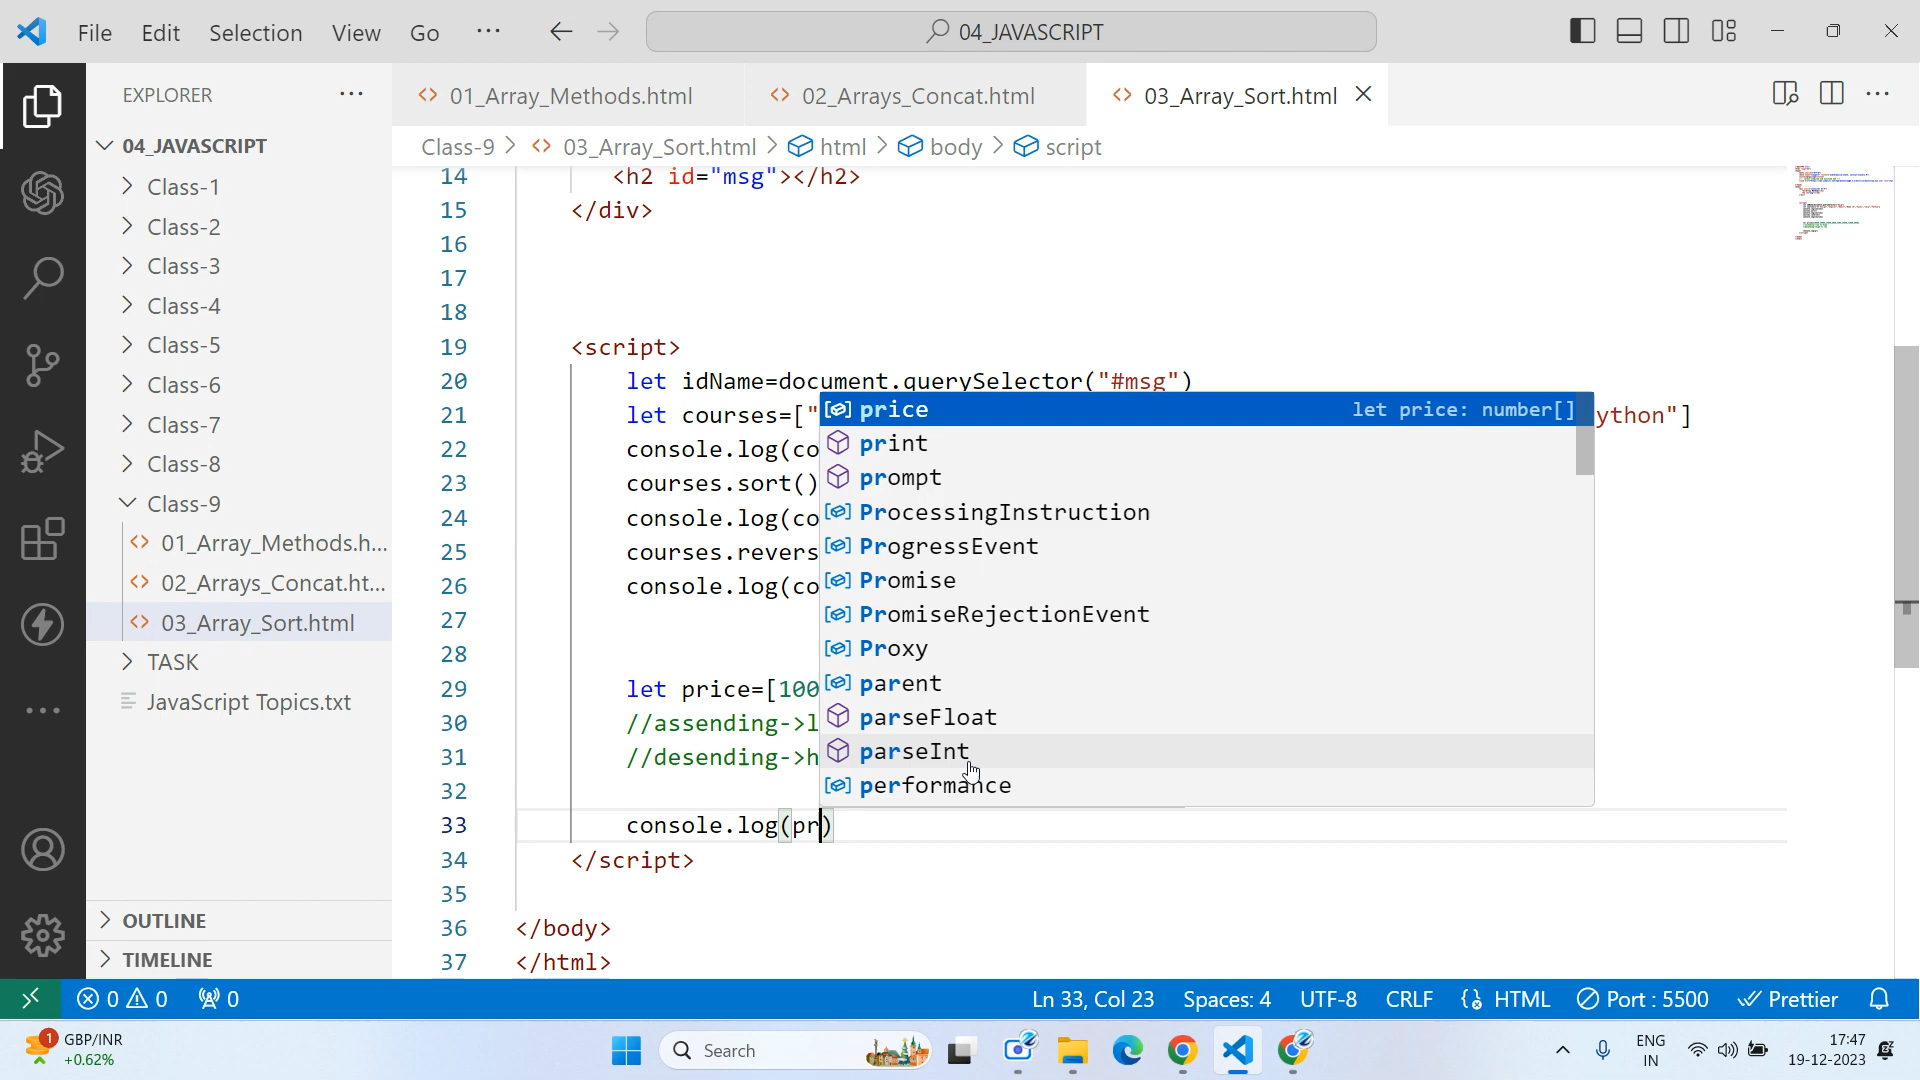 File Edit Selection View Go ··· 04_JAVASCRIPT
EXPLORER ···
01_Array_Methods.html 02_Arrays_Concat.html 03_Array_Sort.html
Class-9 > 03_Array_Sort.html > html > body > script
04_JAVASCRIPT
Class-1
Class-2
Class-3
Class-4
Class-5
Class-6
Class-7
Class-8
Class-9
01_Array_Methods.h...
02_Arrays_Concat.ht...
03_Array_Sort.html
TASK
JavaScript Topics.txt
OUTLINE
TIMELINE
14 <h2 id="msg"></h2>
15 </div>
16
17
18
19 <script>
20 let idName=document.querySelector("#msg")
21 let courses=[" ython"]
22 console.log(co
23 courses.sort()
24 console.log(co
25 courses.revers
26 console.log(co
27
28
29 let price=[100
30 //assending->l
31 //desending->h
32
33 console.log(pr)
34 </script>
35
36 </body>
37 </html>
price let price: number[]
print
prompt
ProcessingInstruction
ProgressEvent
Promise
PromiseRejectionEvent
Proxy
parent
parseFloat
parseInt
performance
0 0 0 Ln 33, Col 23 Spaces: 4 UTF-8 CRLF HTML Port : 5500 Prettier
1 GBP/INR
+0.62%
Search
ENG
IN
17:47
19-12-2023